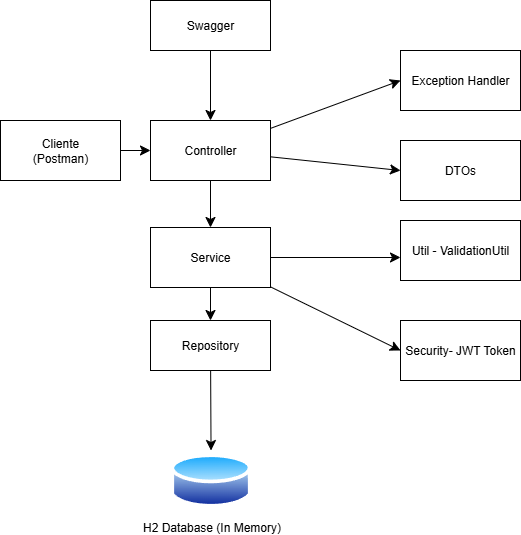 Swagger
Exception Handler
Cliente
(Postman)
Controller
DTOs
Service
Util - ValidationUtil
Repository
Security- JWT Token
H2 Database (In Memory)